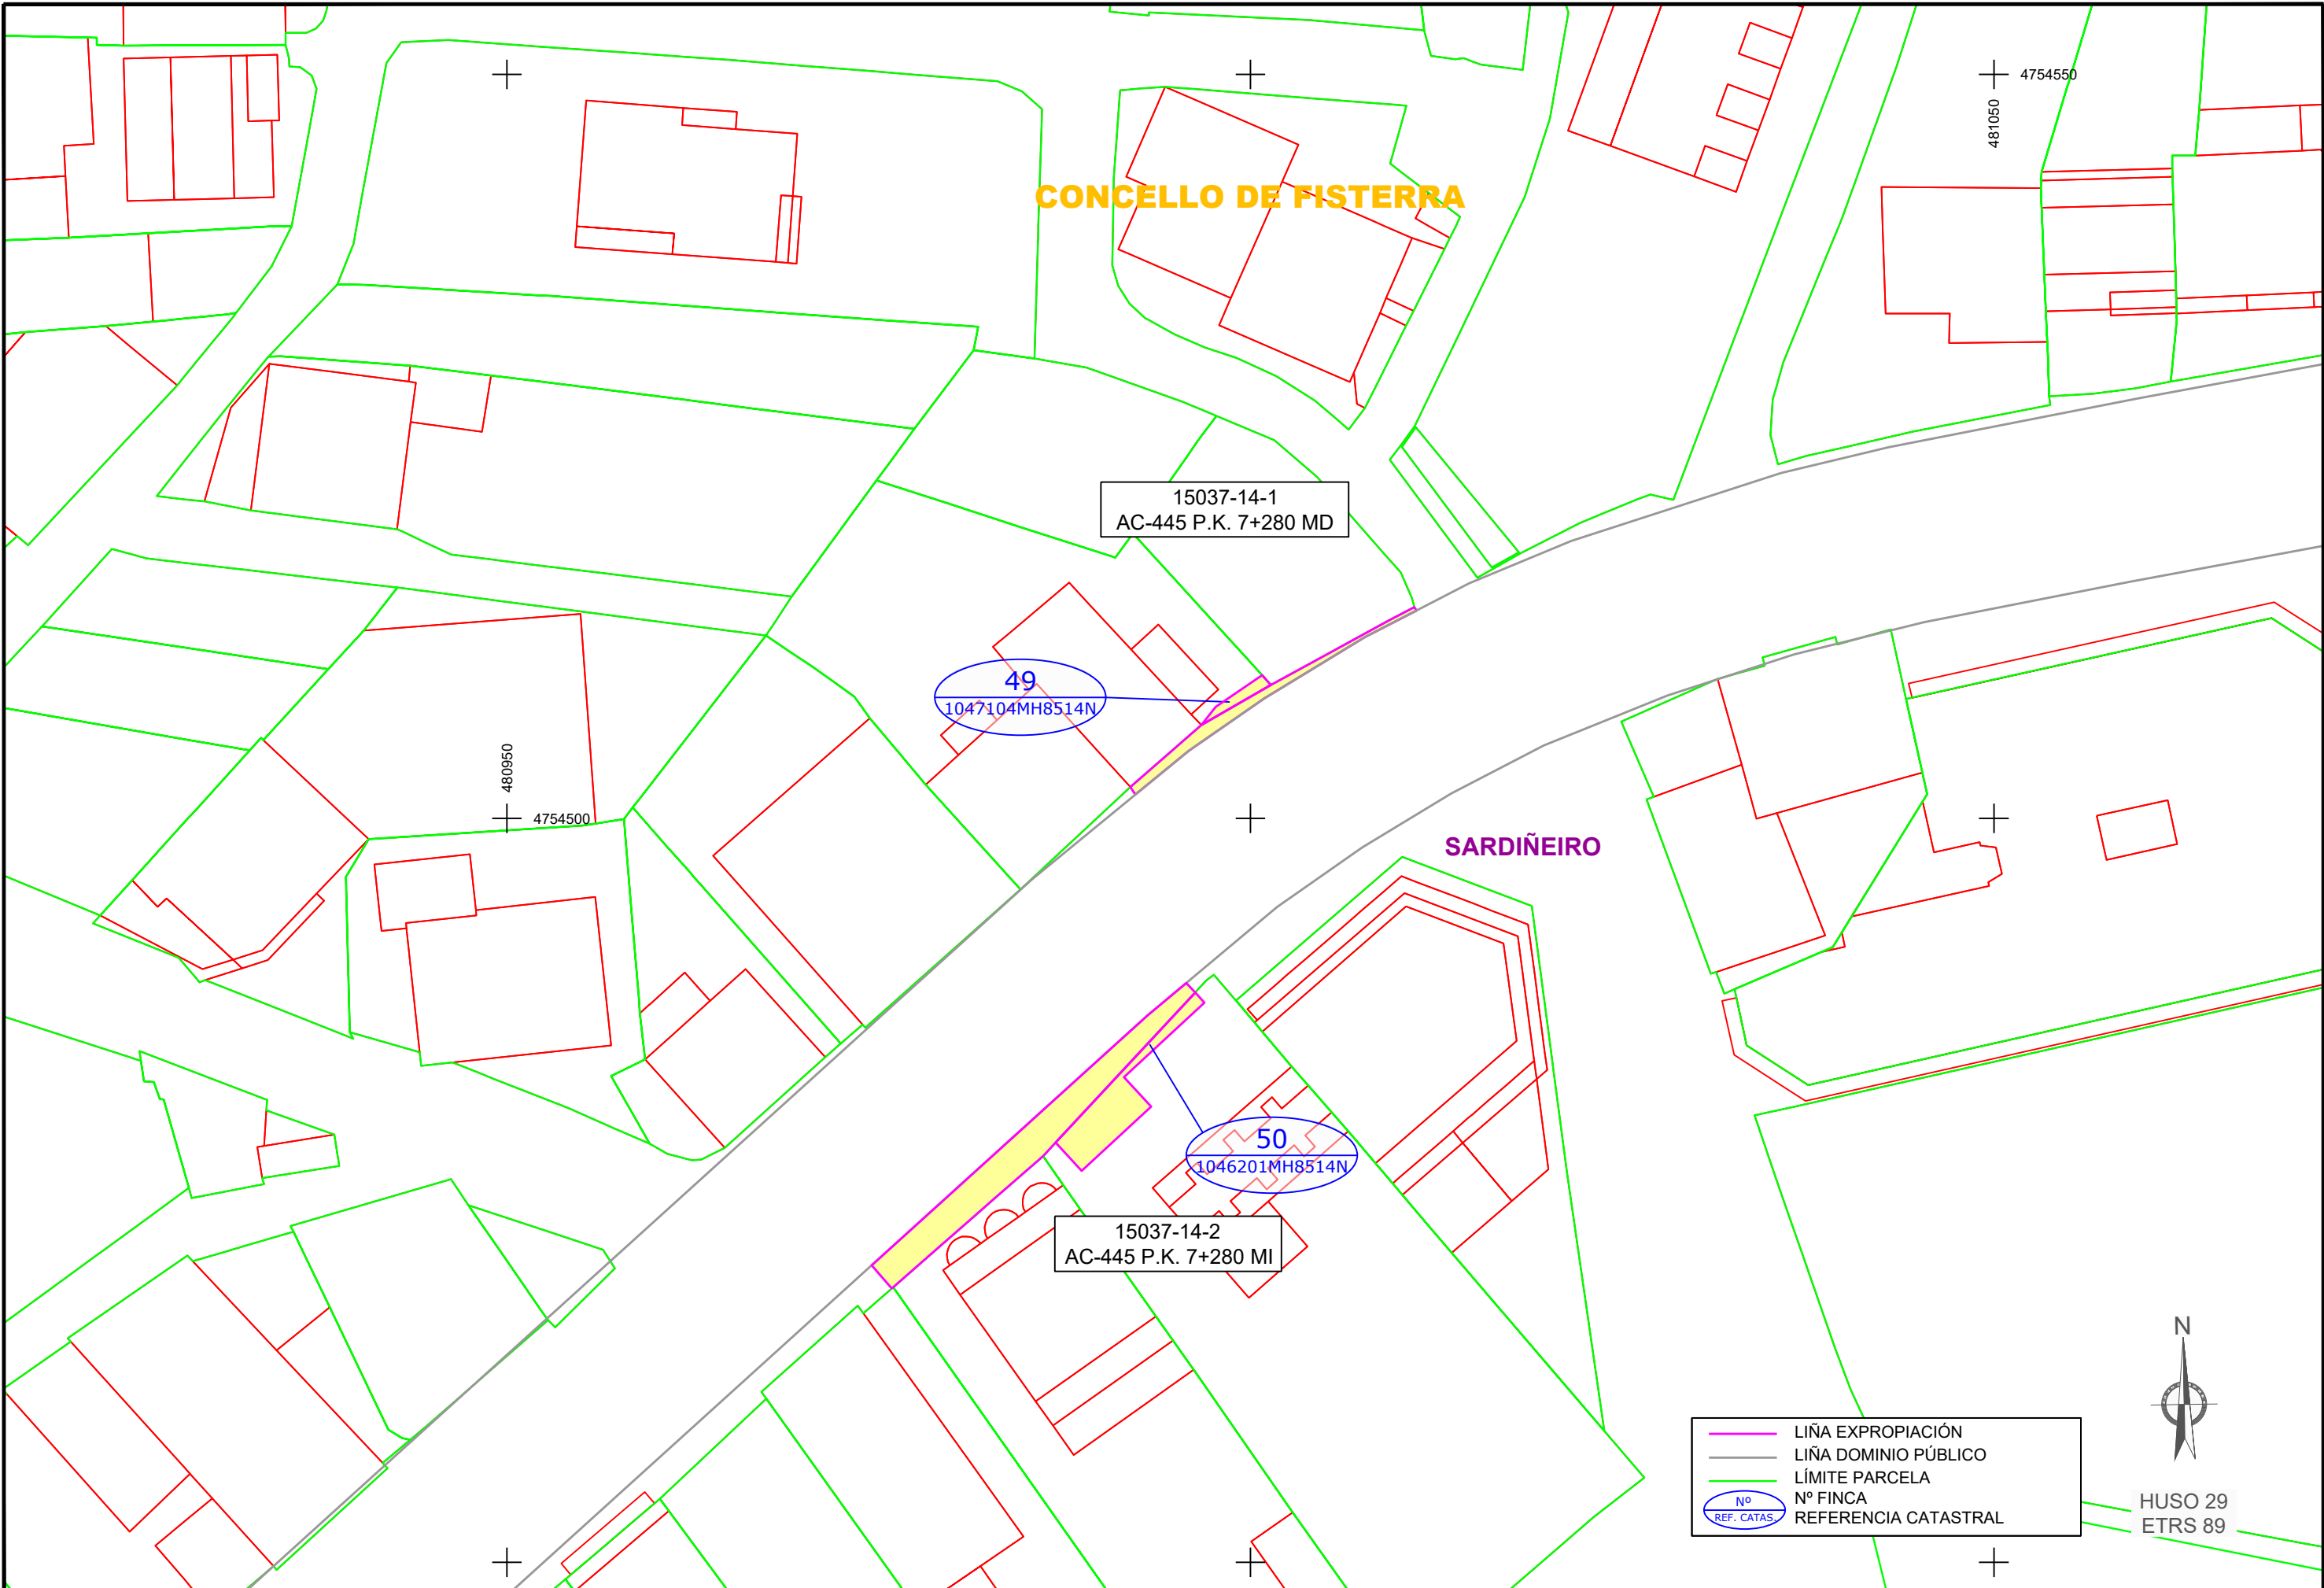 4754550
481050
CONCELLO DE FISTERRA
15037-14-1
AC-445 P.K. 7+280 MD
49
1047104MH8514N
480950
4754500
SARDIÑEIRO
50
1046201MH8514N
15037-14-2
AC-445 P.K. 7+280 MI
N
LIÑA EXPROPIACIÓN
LIÑA DOMINIO PÚBLICO
LÍMITE PARCELA
Nº
REF. CATAS.
Nº FINCA
REFERENCIA CATASTRAL
HUSO 29
ETRS 89